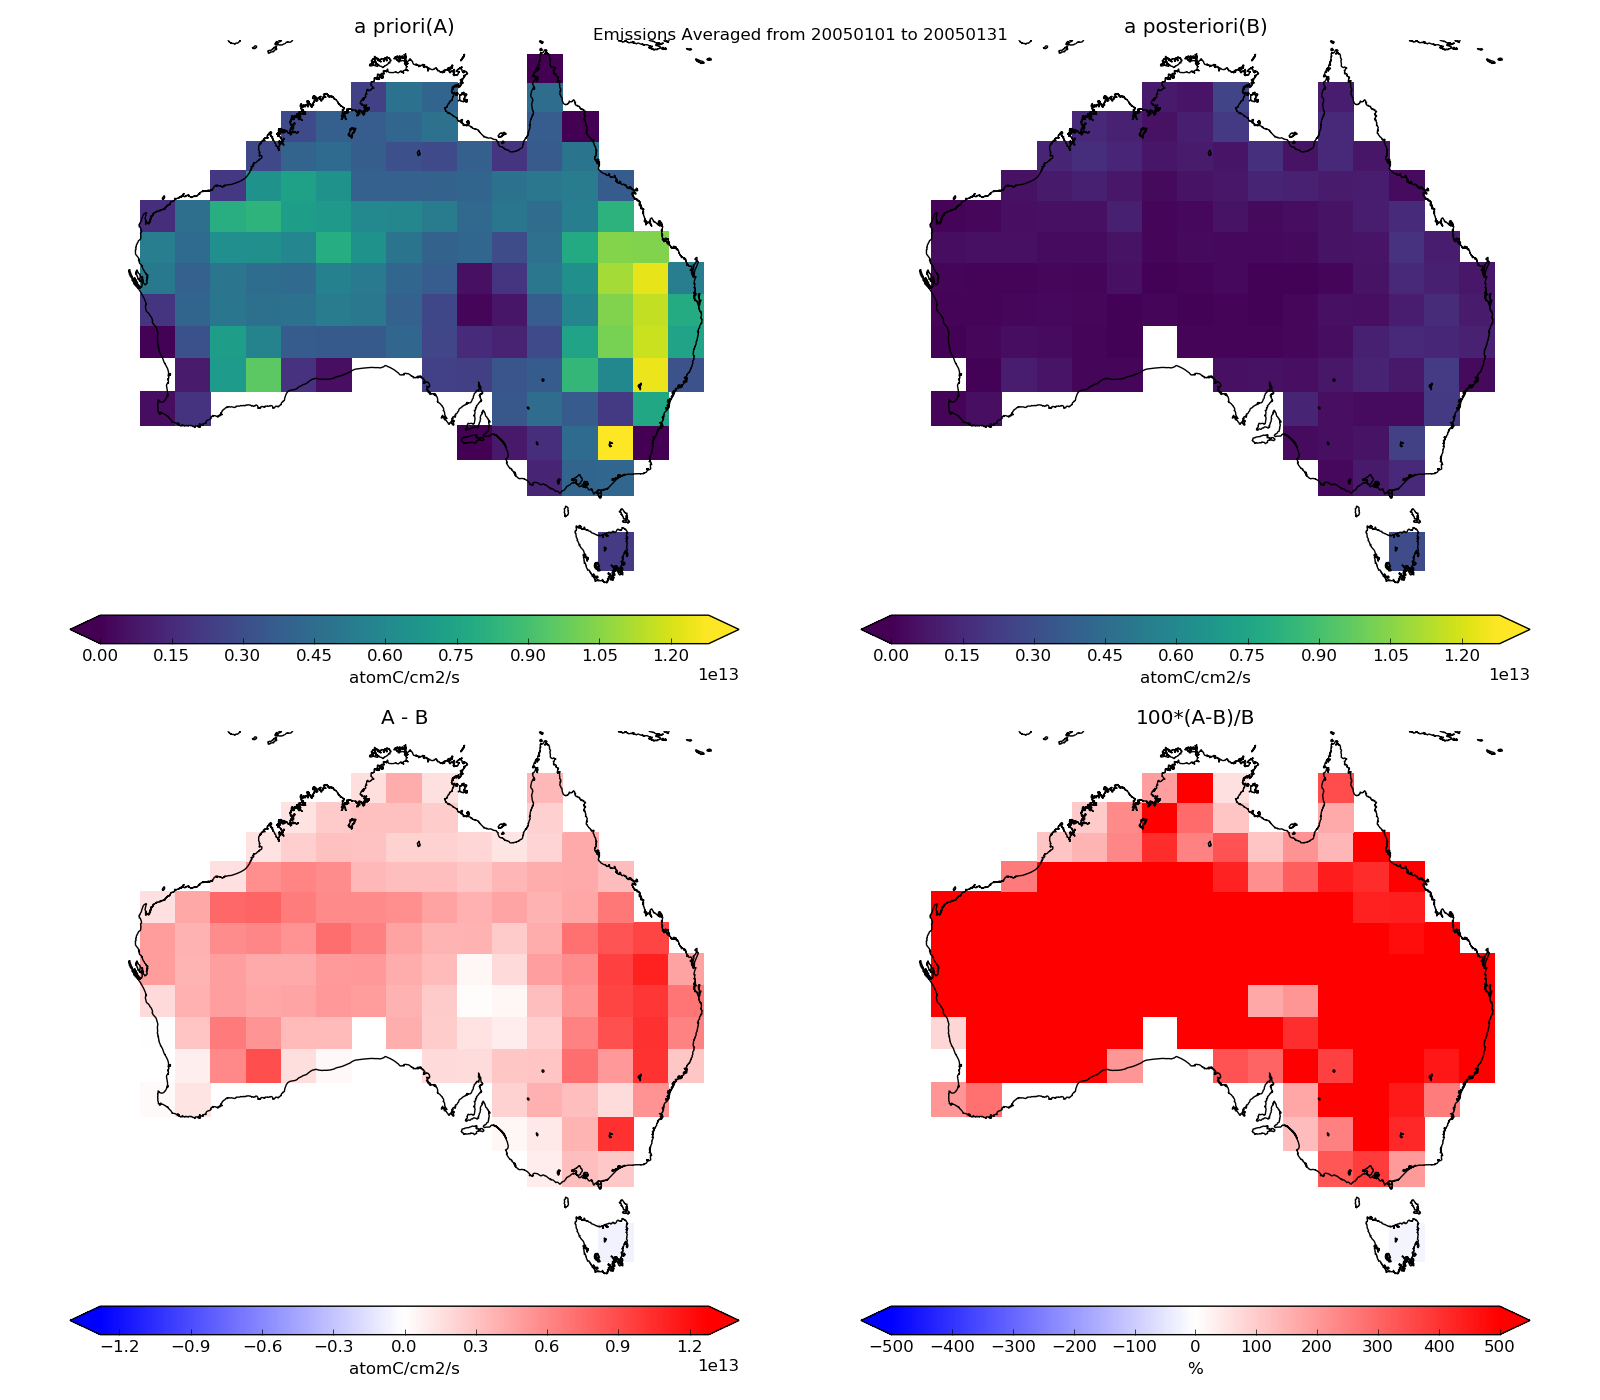 a priori(A)
Emissions Averaged from 20050101 to 20050131
a posteriori(B)
0.00 0.15 0.30 0.45 0.60 0.75 0.90 1.05 1.20
1e13
atomC/cm2/s
0.00 0.15 0.30 0.45 0.60 0.75 0.90 1.05 1.20
1e13
atomC/cm2/s
A - B
100*(A-B)/B
−1.2 −0.9 −0.6 −0.3 0.0 0.3 0.6 0.9 1.2
1e13
atomC/cm2/s
−500 −400 −300 −200 −100 0 100 200 300 400 500
%